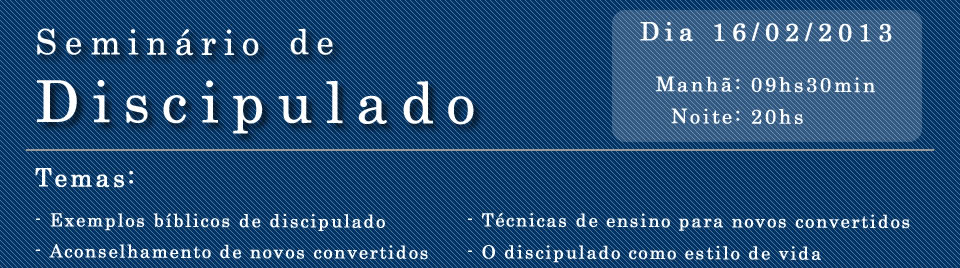 Seminário de
Discipulado
Dia 16/02/2013
Manhã: 09hs30min
Noite: 20hs
Temas:
- Exemplos bíblicos de discipulado
- Aconselhamento de novos convertidos
- Técnicas de ensino para novos convertidos
- O discipulado como estilo de vida